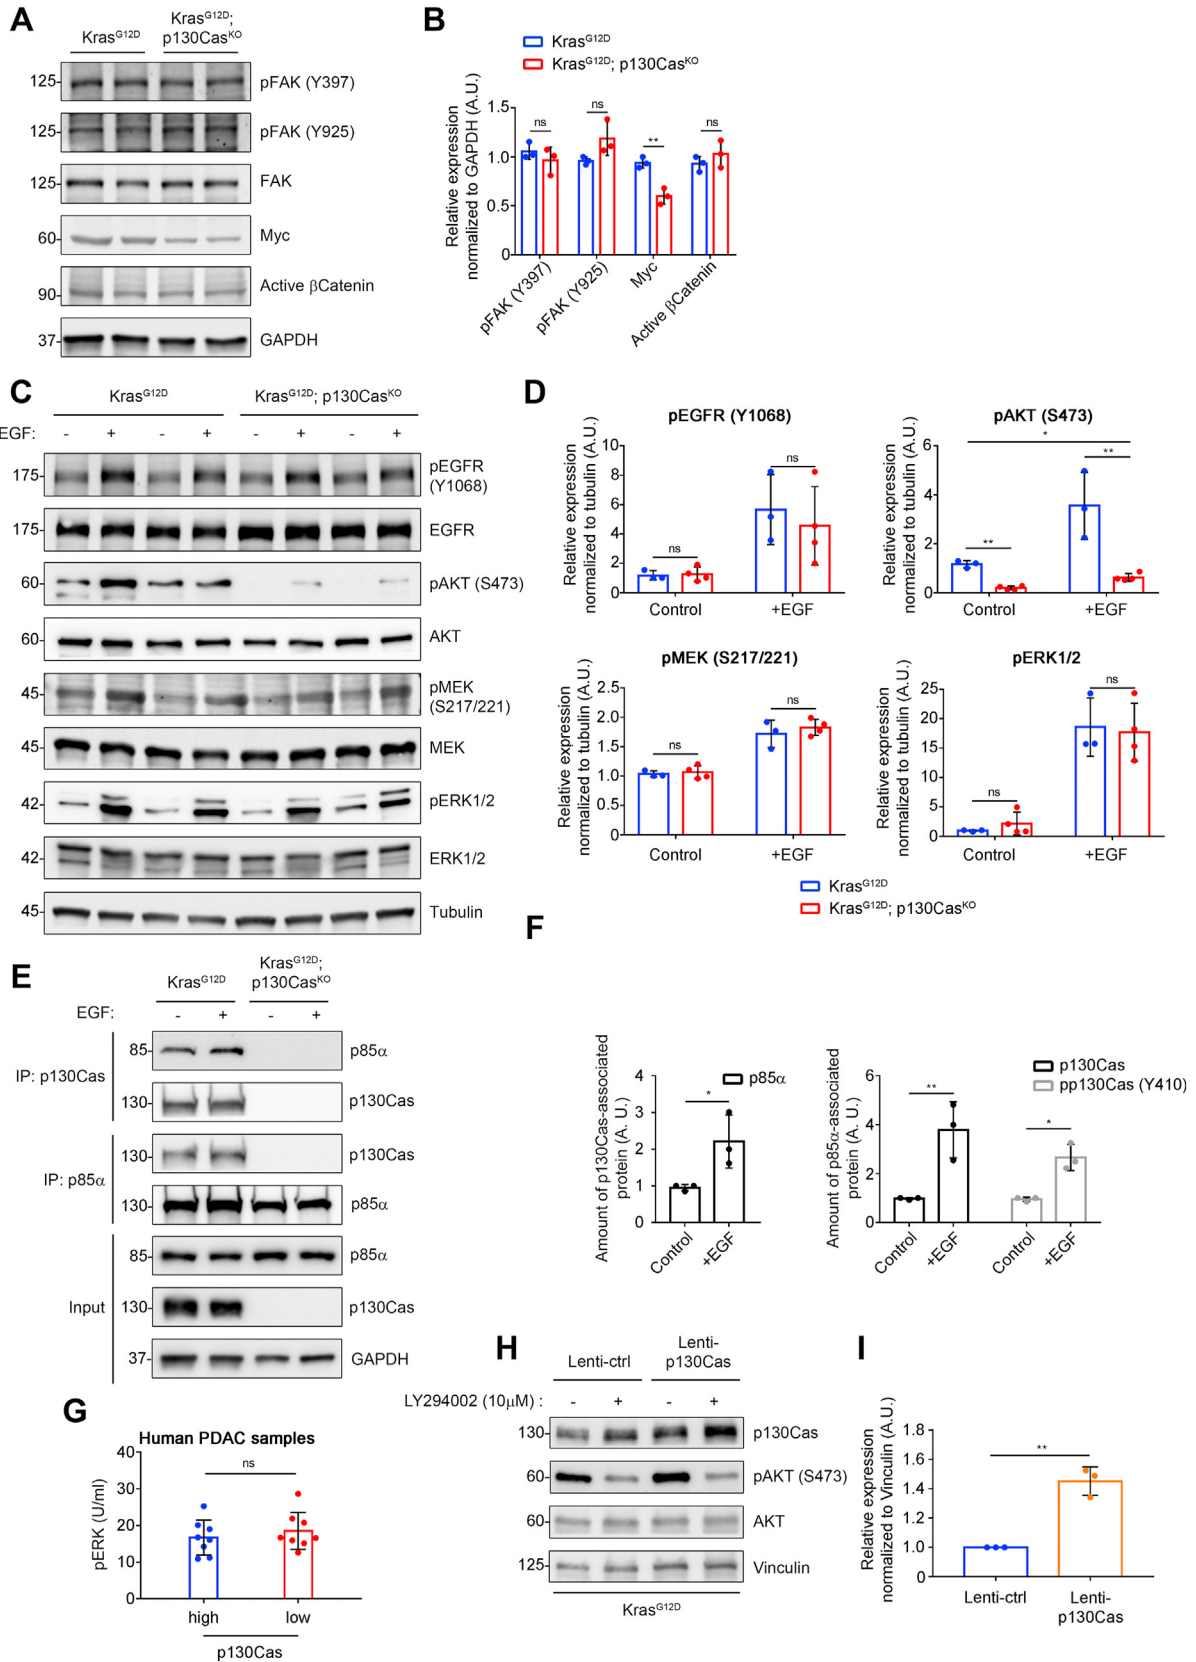 A
Kras^G12D
Kras^G12D;
p130Cas^KO
125-
pFAK (Y397)
125-
pFAK (Y925)
125-
FAK
60-
Myc
90-
Active βCatenin
37-
GAPDH
B
Kras^G12D
Kras^G12D; p130Cas^KO
Relative expression
normalized to GAPDH (A.U.)
1.5
1.0
0.5
0
ns
ns
**
ns
pFAK (Y397)
pFAK (Y925)
Myc
Active βCatenin
C
Kras^G12D
Kras^G12D; p130Cas^KO
EGF: - + - + - + - +
175-
pEGFR
(Y1068)
175-
EGFR
60-
pAKT (S473)
60-
AKT
45-
pMEK
(S217/221)
45-
MEK
42-
pERK1/2
42-
ERK1/2
45-
Tubulin
D
pEGFR (Y1068)
Relative expression
normalized to tubulin (A.U.)
10
8
6
4
2
0
ns
ns
Control
+EGF
pAKT (S473)
Relative expression
normalized to tubulin (A.U.)
6
4
2
0
*
**
**
Control
+EGF
pMEK (S217/221)
Relative expression
normalized to tubulin (A.U.)
2.5
2.0
1.5
1.0
0.5
0
ns
ns
Control
+EGF
pERK1/2
Relative expression
normalized to tubulin (A.U.)
25
20
15
10
5
0
ns
ns
Control
+EGF
Kras^G12D
Kras^G12D; p130Cas^KO
E
Kras^G12D
Kras^G12D;
p130Cas^KO
EGF: - + - +
IP: p130Cas
85-
p85α
130-
p130Cas
IP: p85α
130-
p130Cas
130-
p85α
Input
85-
p85α
130-
p130Cas
37-
GAPDH
F
Amount of p130Cas-associated
protein (A. U.)
4
3
2
1
0
p85α
*
Control
+EGF
Amount of p85α-associated
protein (A. U.)
6
4
2
0
p130Cas
pp130Cas (Y410)
**
*
Control
+EGF
Control
+EGF
G
Human PDAC samples
pERK (U/ml)
40
30
20
10
0
ns
high
low
p130Cas
H
Lenti-ctrl
Lenti-
p130Cas
LY294002 (10μM) : - + - +
130-
p130Cas
60-
pAKT (S473)
60-
AKT
125-
Vinculin
Kras^G12D
I
Relative expression
normalized to Vinculin (A.U.)
1.8
1.6
1.4
1.2
1.0
0
**
Lenti-ctrl
Lenti-
p130Cas